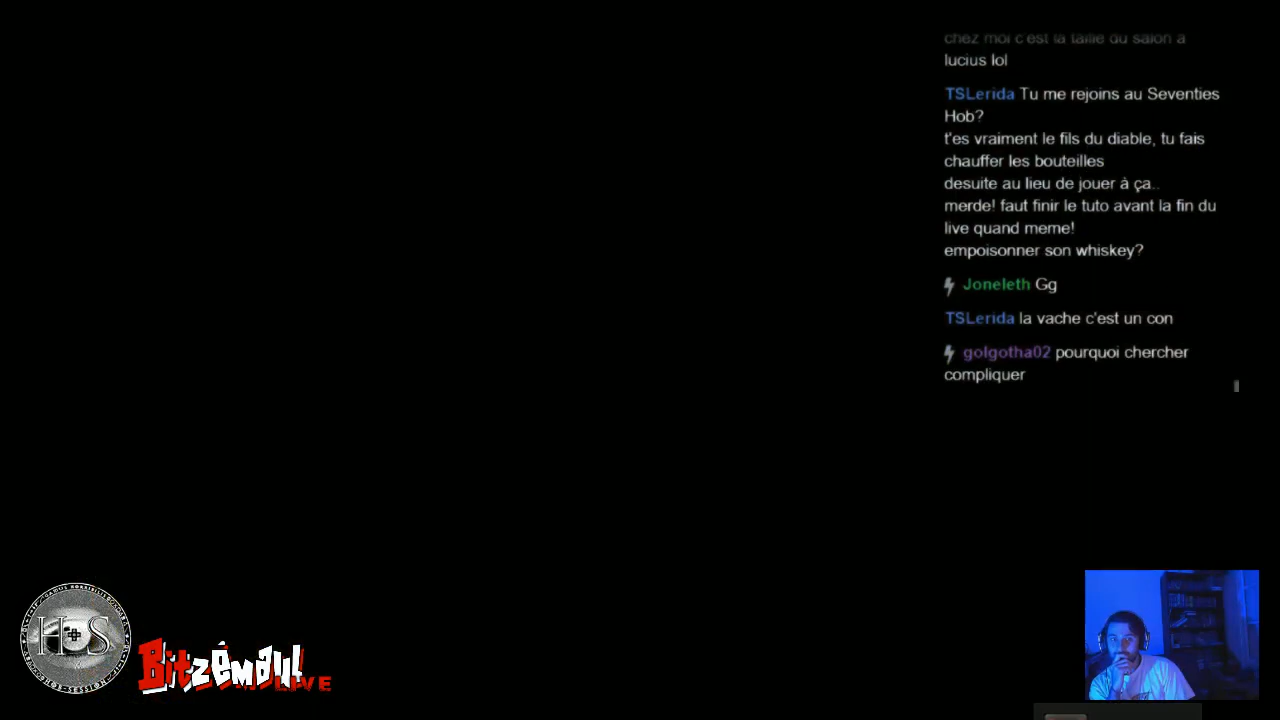 chez moi c'est la taille du salon a
lucius lol
TSLerida Tu me rejoins au Seventies
Hob?
t'es vraiment le fils du diable, tu fais
chauffer les bouteilles
desuite au lieu de jouer à ça..
merde! faut finir le tuto avant la fin du
live quand meme!
empoisonner son whiskey?
Joneleth Gg
TSLerida la vache c'est un con
golgotha02 pourquoi chercher
compliquer
HS
Bitzémaul
LIVE